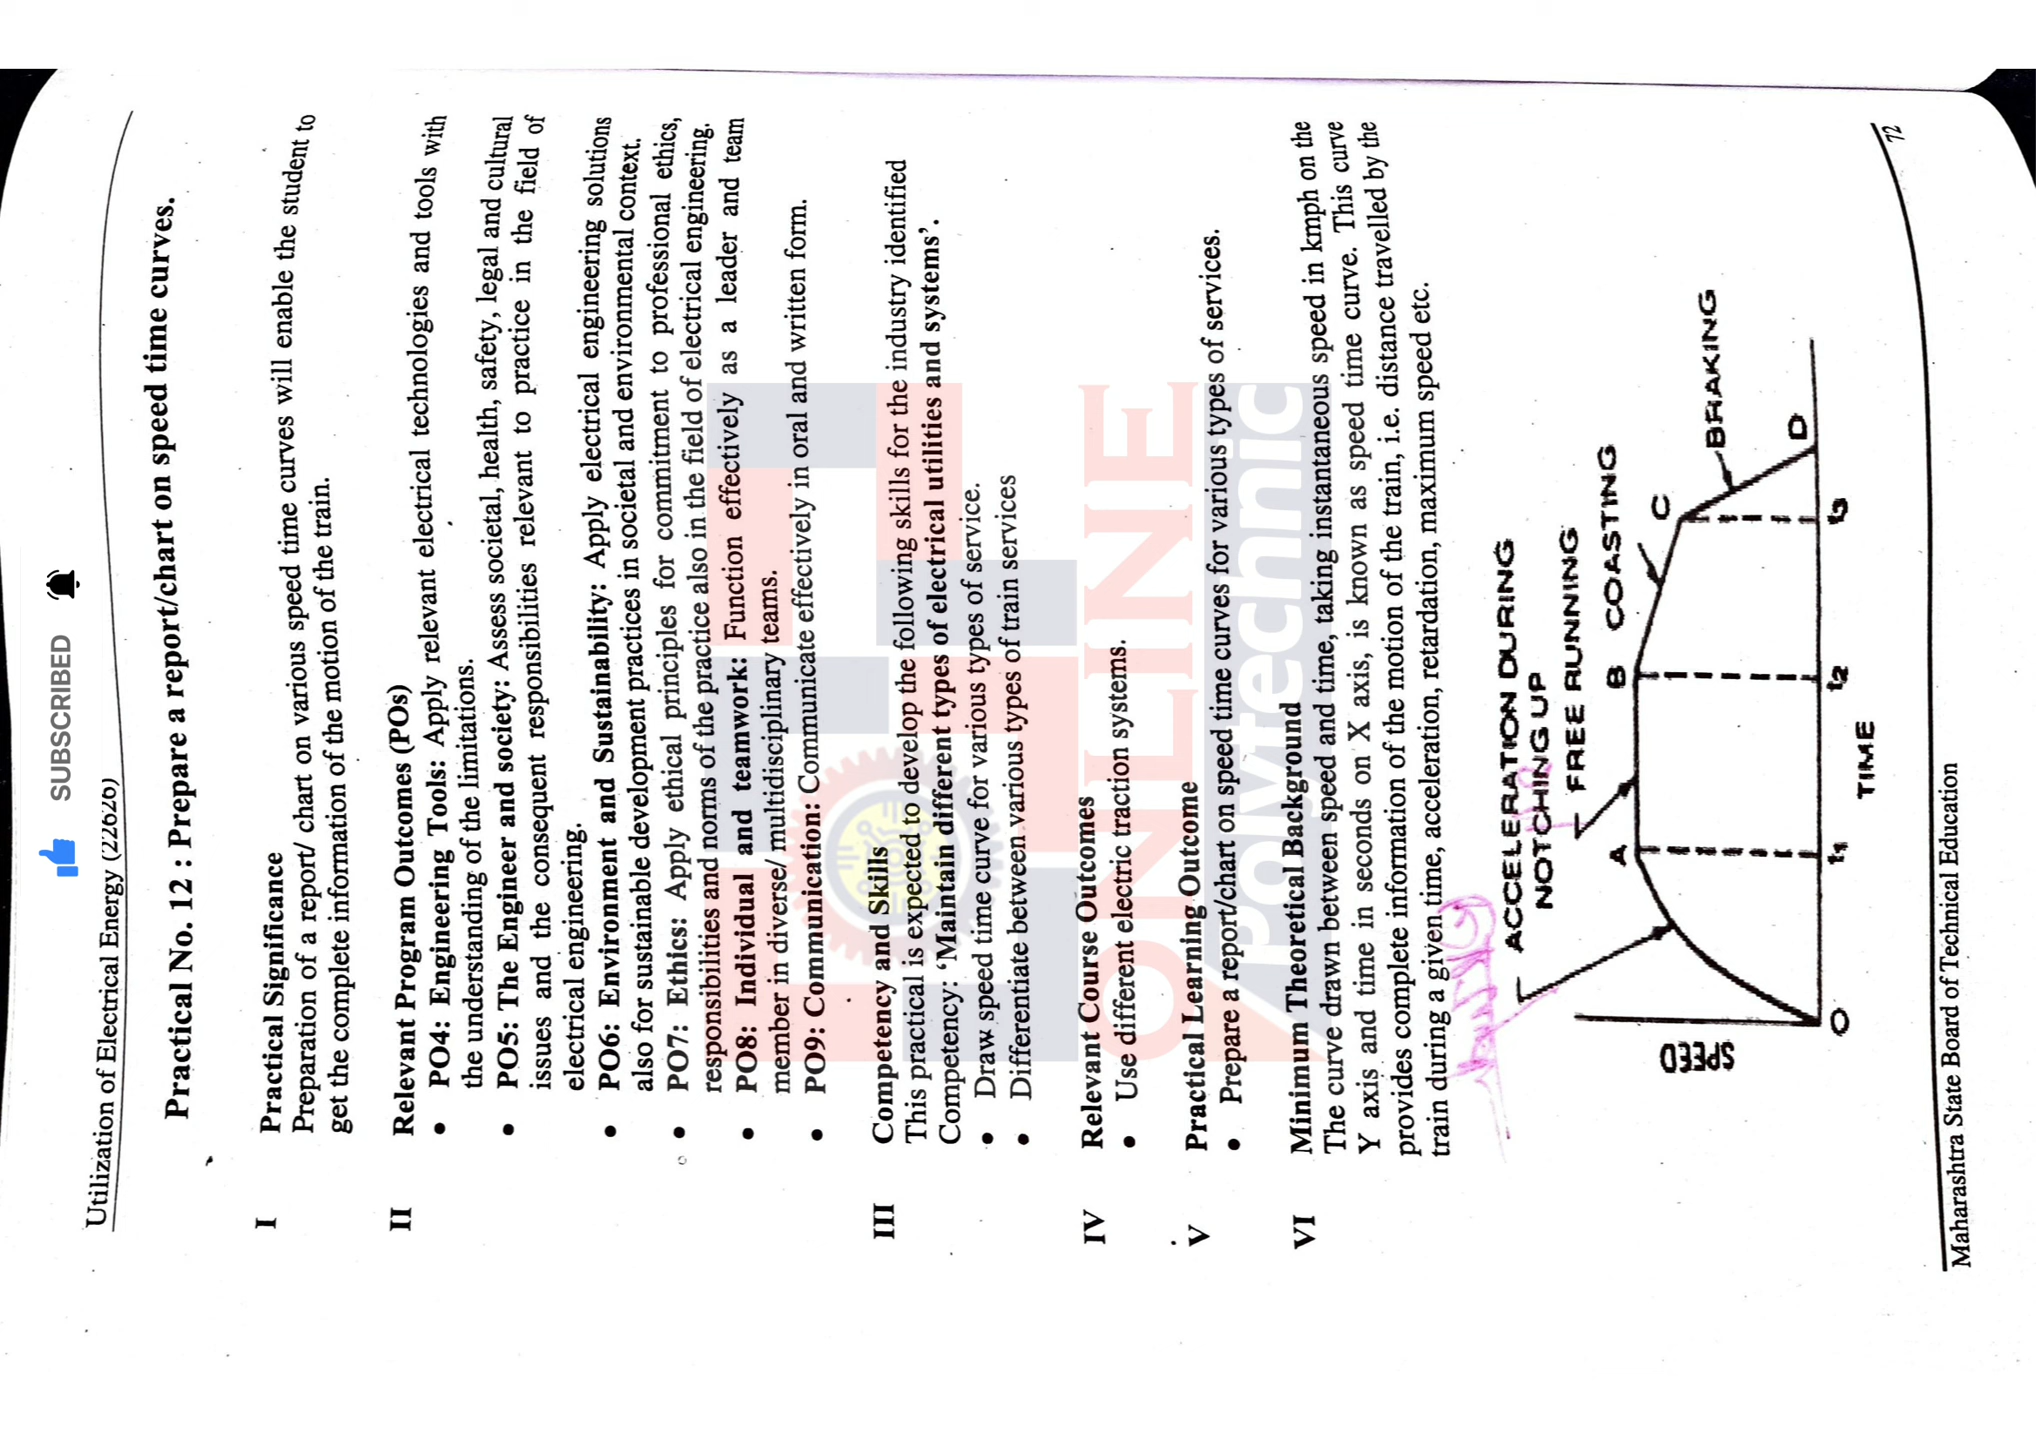 SUBSCRIBED
Utilization of Electrical Energy (22626)
Practical No. 12 : Prepare a report/chart on speed time curves.
I Practical Significance
Preparation of a report/ chart on various speed time curves will enable the student to
get the complete information of the motion of the train.
II Relevant Program Outcomes (POs)
• PO4: Engineering Tools: Apply relevant electrical technologies and tools with
the understanding of the limitations.
• PO5: The Engineer and society: Assess societal, health, safety, legal and cultural
issues and the consequent responsibilities relevant to practice in the field of
electrical engineering.
• PO6: Environment and Sustainability: Apply electrical engineering solutions
also for sustainable development practices in societal and environmental context.
• PO7: Ethics: Apply ethical principles for commitment to professional ethics,
responsibilities and norms of the practice also in the field of electrical engineering.
• PO8: Individual and teamwork: Function effectively as a leader and team
member in diverse/ multidisciplinary teams.
• PO9: Communication: Communicate effectively in oral and written form.
III Competency and Skills
This practical is expected to develop the following skills for the industry identified
Competency: 'Maintain different types of electrical utilities and systems'.
• Draw speed time curve for various types of service.
• Differentiate between various types of train services
IV Relevant Course Outcomes
• Use different electric traction systems.
V Practical Learning Outcome
• Prepare a report/chart on speed time curves for various types of services.
VI Minimum Theoretical Background
The curve drawn between speed and time, taking instantaneous speed in kmph on the
Y axis and time in seconds on X axis, is known as speed time curve. This curve
provides complete information of the motion of the train, i.e. distance travelled by the
train during a given time, acceleration, retardation, maximum speed etc.
ACCELERATION DURING
NOTCHING UP
FREE RUNNING
COASTING
BRAKING
SPEED
A
B
C
D
O
t1
t2
t3
TIME
Maharashtra State Board of Technical Education
72
ONLINE
Polytechnic